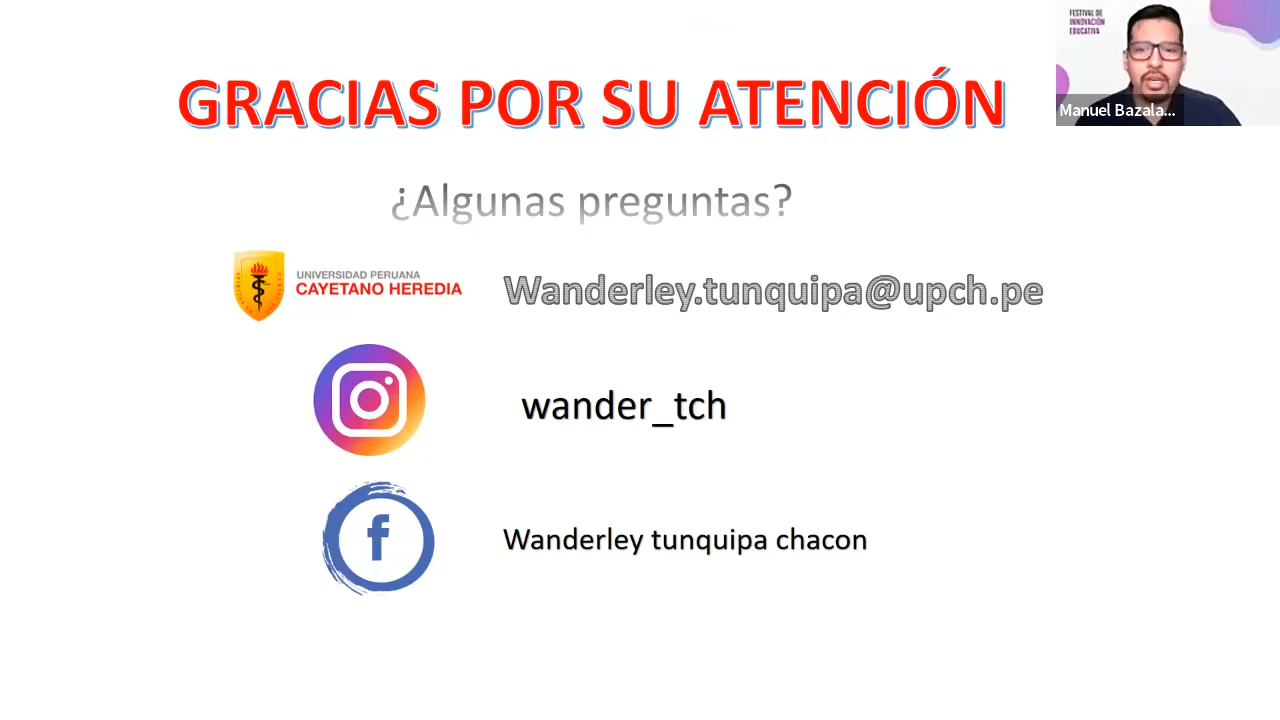 FESTIVAL DE
INNOVACIÓN
EDUCATIVA
Manuel Bazala...
GRACIAS POR SU ATENCIÓN
¿Algunas preguntas?
UNIVERSIDAD PERUANA
CAYETANO HEREDIA
Wanderley.tunquipa@upch.pe
wander_tch
f
Wanderley tunquipa chacon